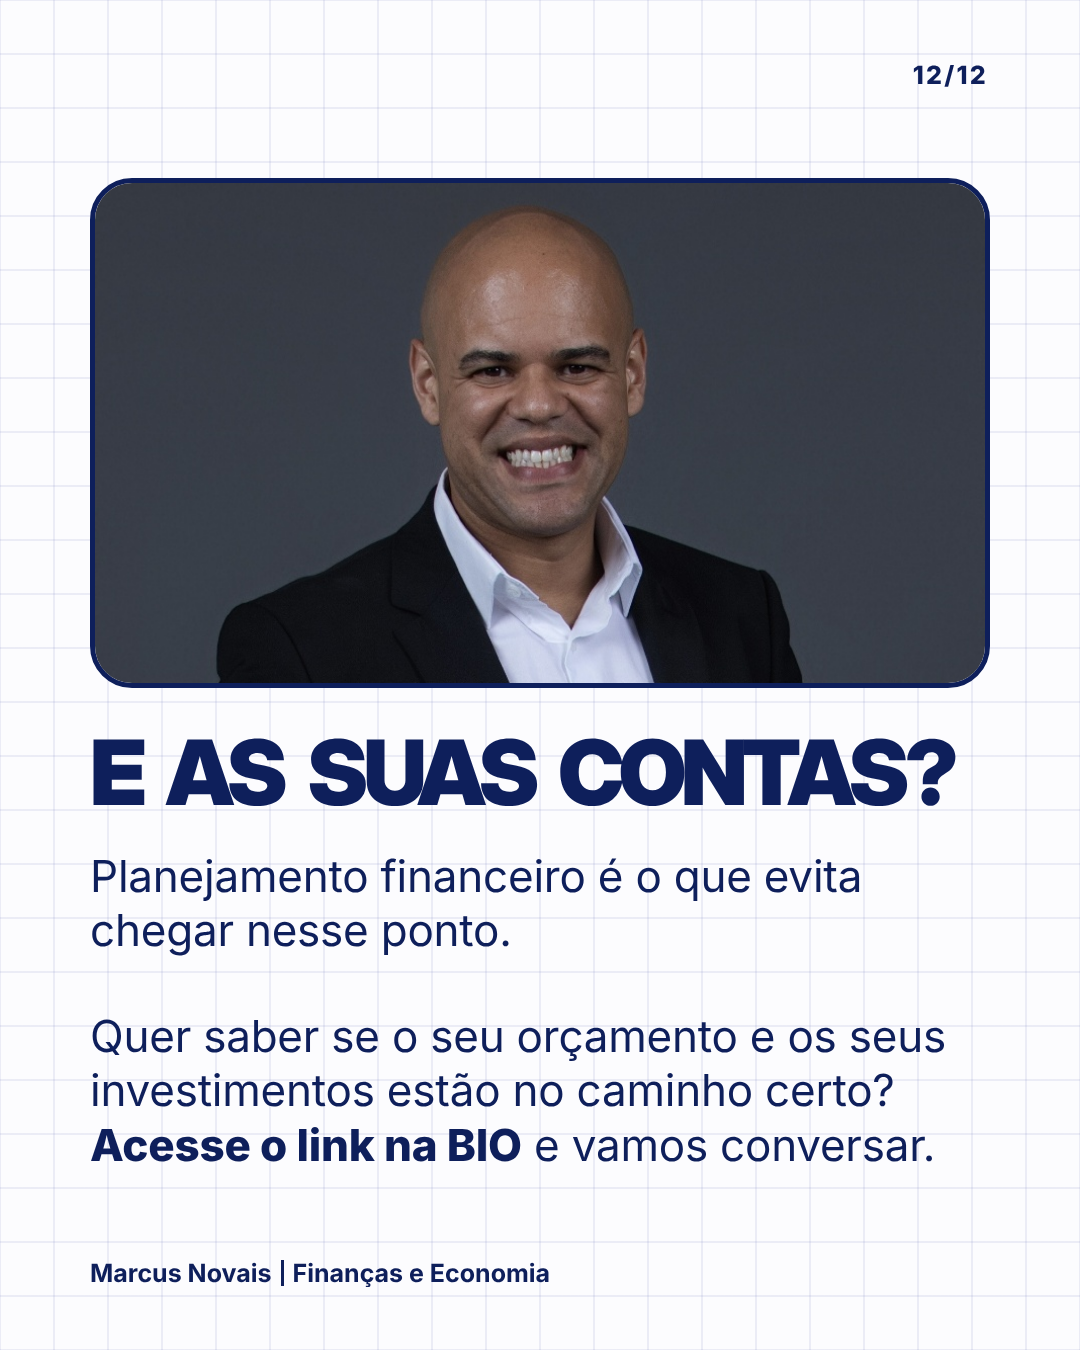 12/12
E AS SUAS CONTAS?
Planejamento financeiro é o que evita
chegar nesse ponto.
Quer saber se o seu orçamento e os seus
investimentos estão no caminho certo?
Acesse o link na BIO e vamos conversar.
Marcus Novais | Finanças e Economia